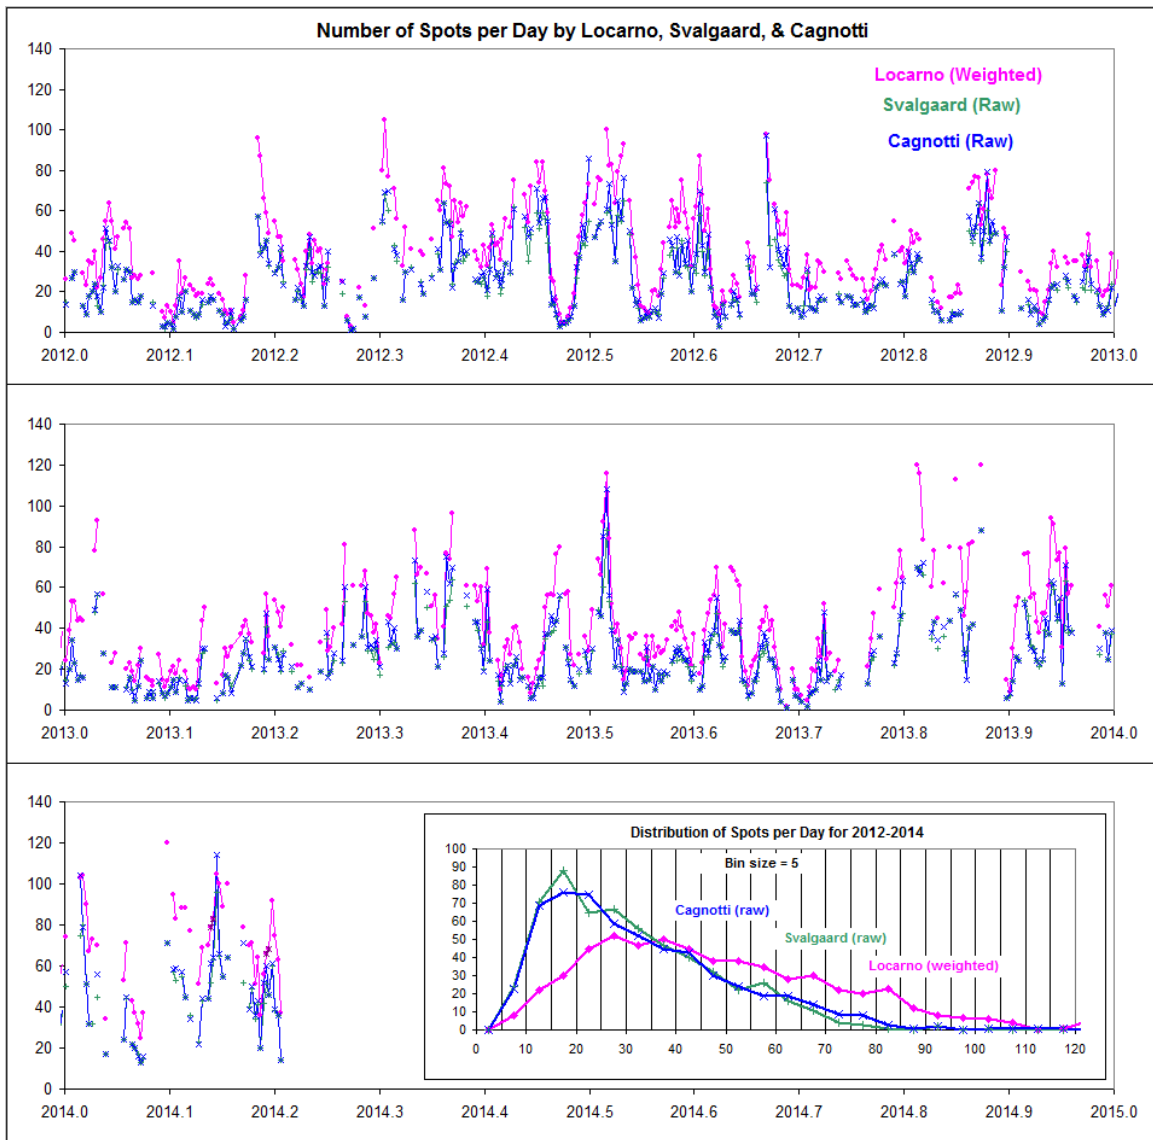 Number of Spots per Day by Locarno, Svalgaard, & Cagnotti
140
120
100
80
60
40
20
0
Locarno (Weighted)
Svalgaard (Raw)
Cagnotti (Raw)
2012.0 2012.1 2012.2 2012.3 2012.4 2012.5 2012.6 2012.7 2012.8 2012.9 2013.0
140
120
100
80
60
40
20
0
2013.0 2013.1 2013.2 2013.3 2013.4 2013.5 2013.6 2013.7 2013.8 2013.9 2014.0
140
120
100
80
60
40
20
0
2014.0 2014.1 2014.2 2014.3 2014.4 2014.5 2014.6 2014.7 2014.8 2014.9 2015.0
Distribution of Spots per Day for 2012-2014
Bin size = 5
100
90
80
70
60
50
40
30
20
10
0
Cagnotti (raw)
Svalgaard (raw)
Locarno (weighted)
0 10 20 30 40 50 60 70 80 90 100 110 120